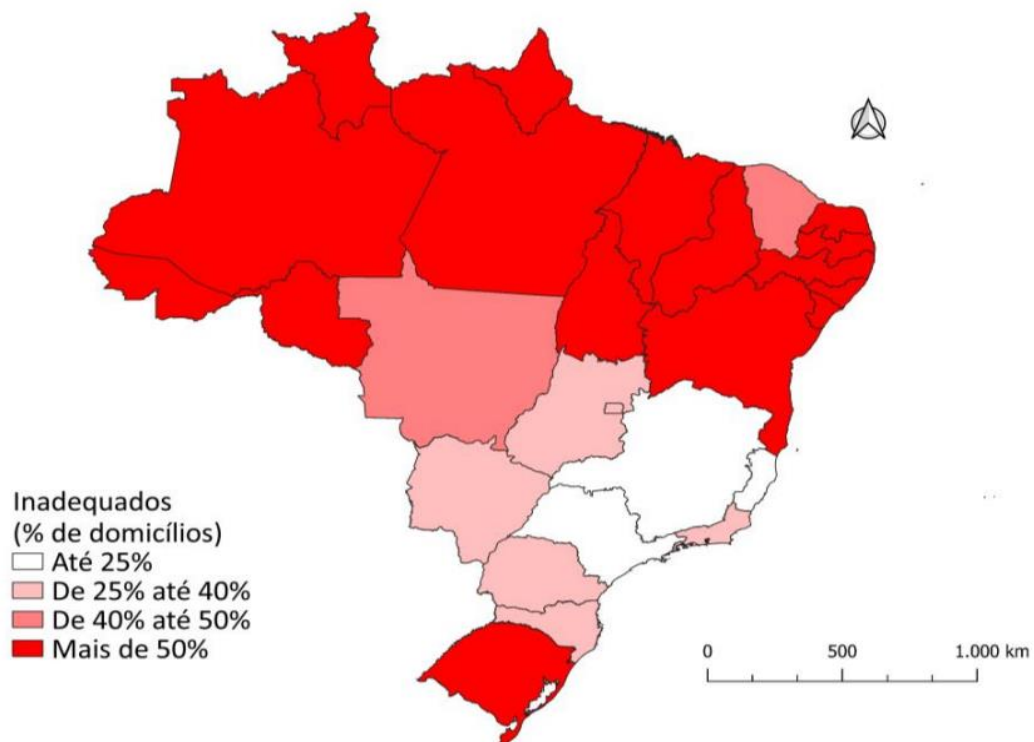 Inadequados
(% de domicílios)
Até 25%
De 25% até 40%
De 40% até 50%
Mais de 50%
0 500 1.000 km